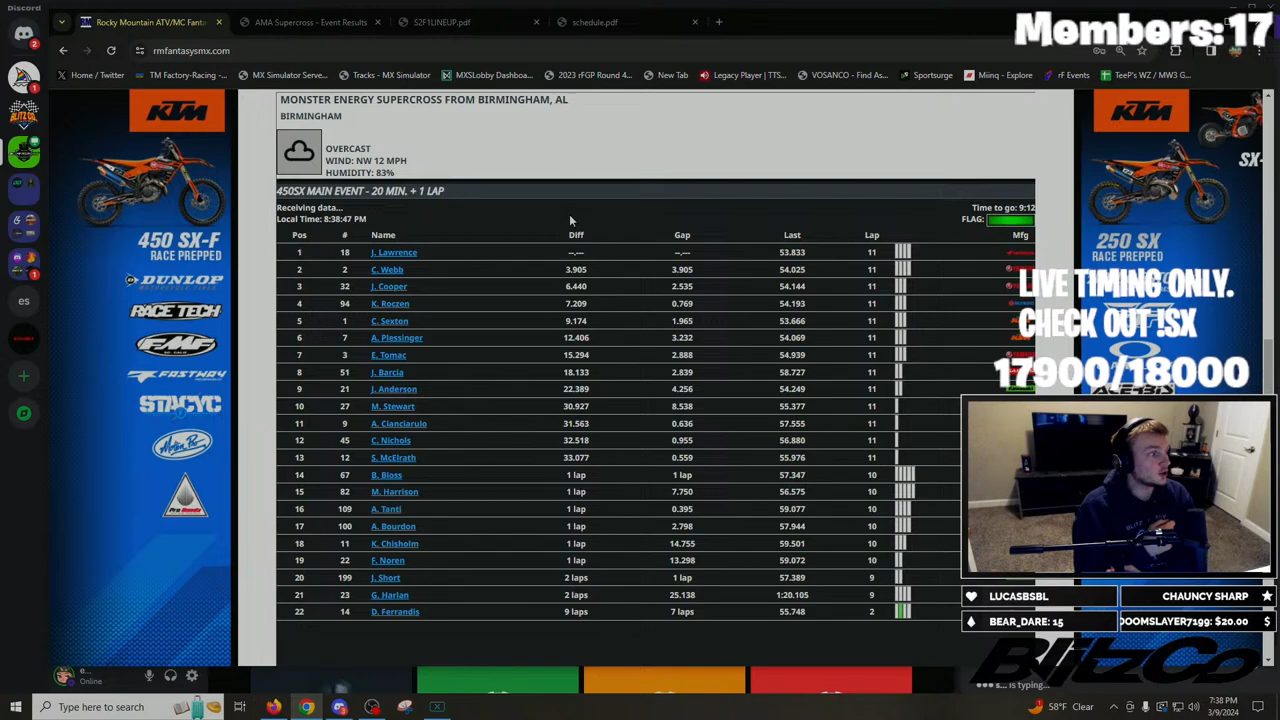 Discord
Rocky Mountain ATV/MC Fanta
AMA Supercross - Event Results
S2F1LINEUP.pdf
schedule.pdf
Members:17
rmfantasysmx.com
Home / Twitter
TM Factory-Racing -...
MX Simulator Serve...
Tracks - MX Simulator
MXSLobby Dashboa...
2023 rFGP Round 4...
New Tab
Legacy Player | TTS...
VOSANCO - Find As...
Sportsurge
Miinq - Explore
rF Events
TeeP's WZ / MW3 G...
MONSTER ENERGY SUPERCROSS FROM BIRMINGHAM, AL
BIRMINGHAM
OVERCAST
WIND: NW 12 MPH
HUMIDITY: 83%
450SX MAIN EVENT - 20 MIN. + 1 LAP
Receiving data...
Time to go: 9:12
Local Time: 8:38:47 PM
FLAG:
Pos # Name Diff Gap Last Lap Mfg
1 18 J. Lawrence --.--- --.--- 53.833 11
2 2 C. Webb 3.905 3.905 54.025 11
3 32 J. Cooper 6.440 2.535 54.144 11
4 94 K. Roczen 7.209 0.769 54.193 11
5 1 C. Sexton 9.174 1.965 53.666 11
6 7 A. Plessinger 12.406 3.232 54.069 11
7 3 E. Tomac 15.294 2.888 54.939 11
8 51 J. Barcia 18.133 2.839 58.727 11
9 21 J. Anderson 22.389 4.256 54.249 11
10 27 M. Stewart 30.927 8.538 55.377 11
11 9 A. Cianciarulo 31.563 0.636 57.555 11
12 45 C. Nichols 32.518 0.955 56.880 11
13 12 S. McElrath 33.077 0.559 55.976 11
14 67 B. Bloss 1 lap 1 lap 57.347 10
15 82 M. Harrison 1 lap 7.750 56.575 10
16 109 A. Tanti 1 lap 0.395 59.077 10
17 100 A. Bourdon 1 lap 2.798 57.944 10
18 11 K. Chisholm 1 lap 14.755 59.501 10
19 22 F. Noren 1 lap 13.298 59.072 10
20 199 J. Short 2 laps 1 lap 57.389 9
21 23 G. Harlan 2 laps 25.138 1:20.105 9
22 14 D. Ferrandis 9 laps 7 laps 55.748 2
KTM
450 SX-F
RACE PREPPED
DUNLOP
MOTORCYCLE TIRES
RACE TECH
FMF
FASTWAY
STACYC
Motion Pro
Pro Honda
KTM
SX-
250 SX
RACE PREPPED
LIVE TIMING ONLY.
CHECK OUT !SX
17900/18000
ACERBIS
es
LUCASBSBL
CHAUNCY SHARP
BEAR_DARE: 15
DOOMSLAYER7199: $20.00 $
BlitzCo
e...
Online
... is typing...
Type here to search
58°F Clear
7:38 PM
3/9/2024